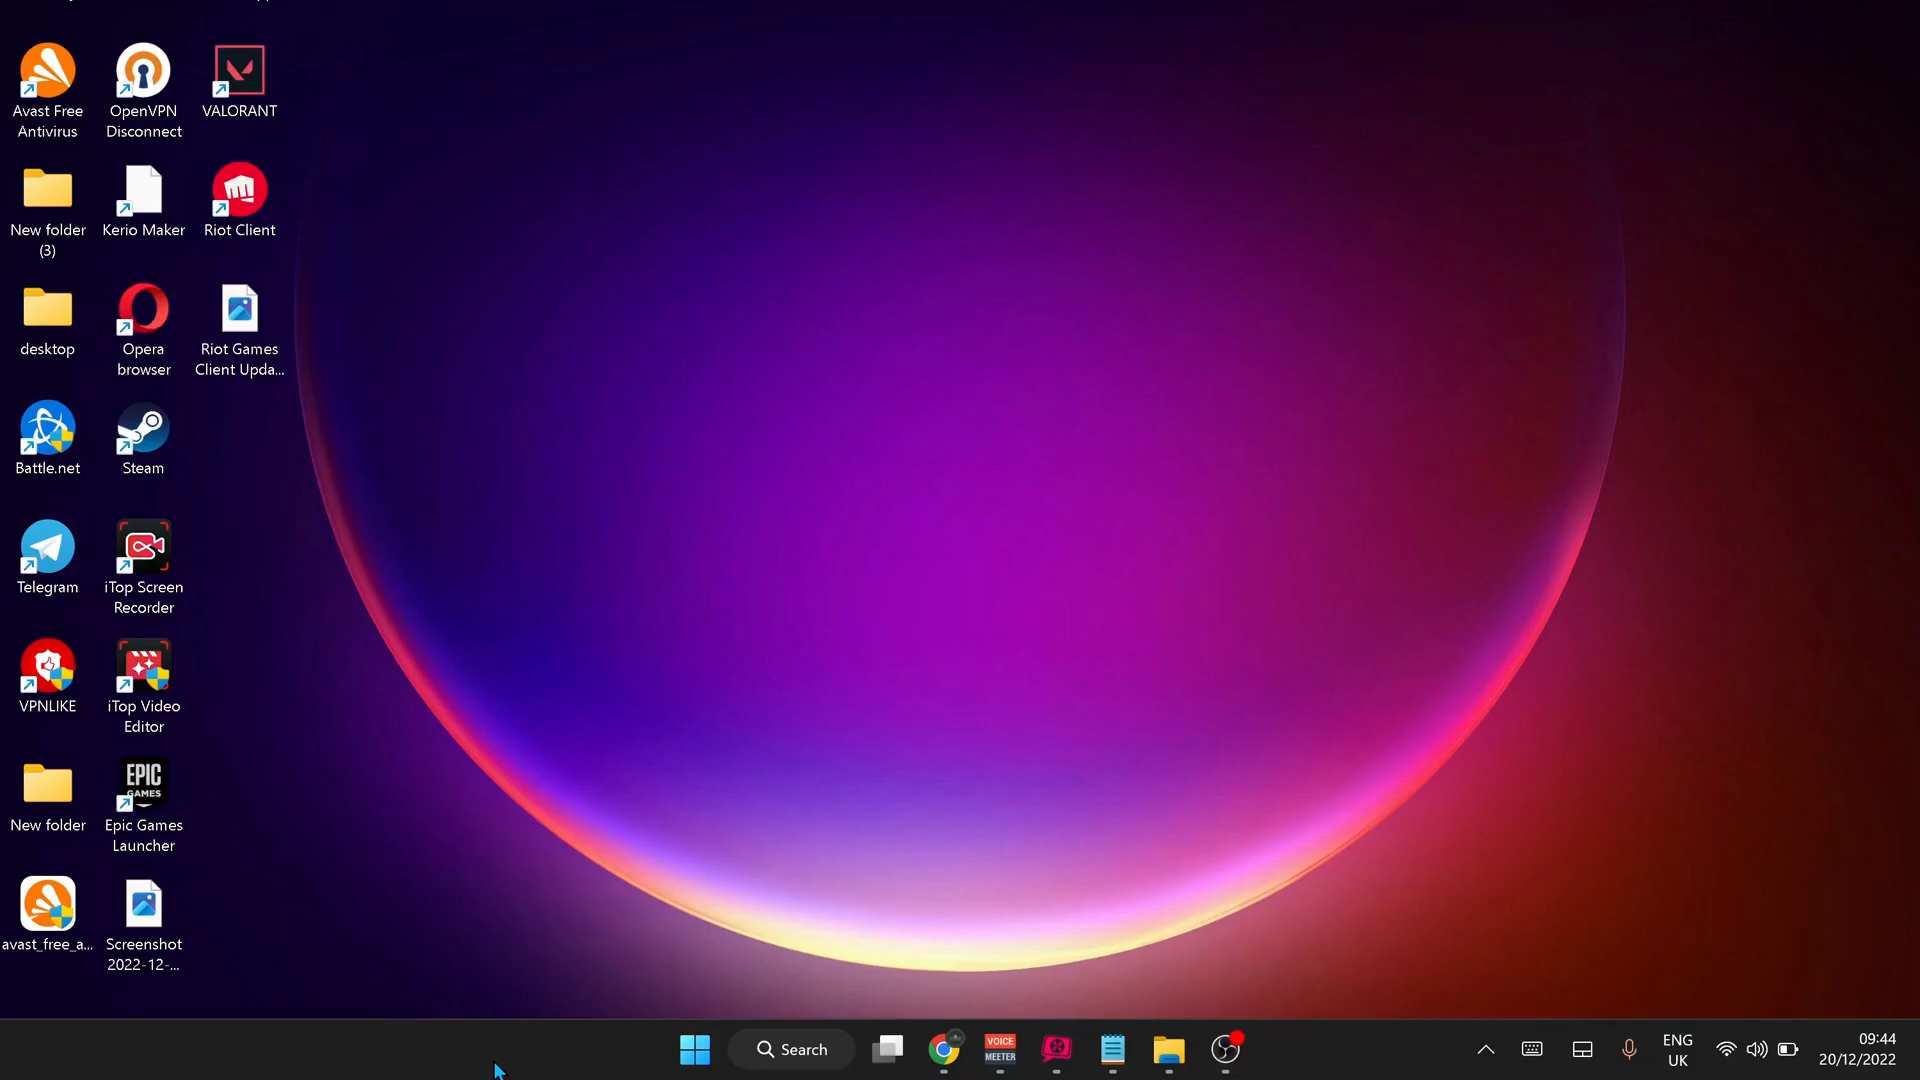 Avast Free
Antivirus
OpenVPN
Disconnect
VALORANT
New folder
(3)
Kerio Maker
Riot Client
desktop
Opera
browser
Riot Games
Client Upda...
Battle.net
Steam
Telegram
iTop Screen
Recorder
VPNLIKE
iTop Video
Editor
New folder
EPIC
GAMES
Epic Games
Launcher
avast_free_a...
Screenshot
2022-12-...
Search
VOICE
MEETER
ENG
UK
09:44
20/12/2022